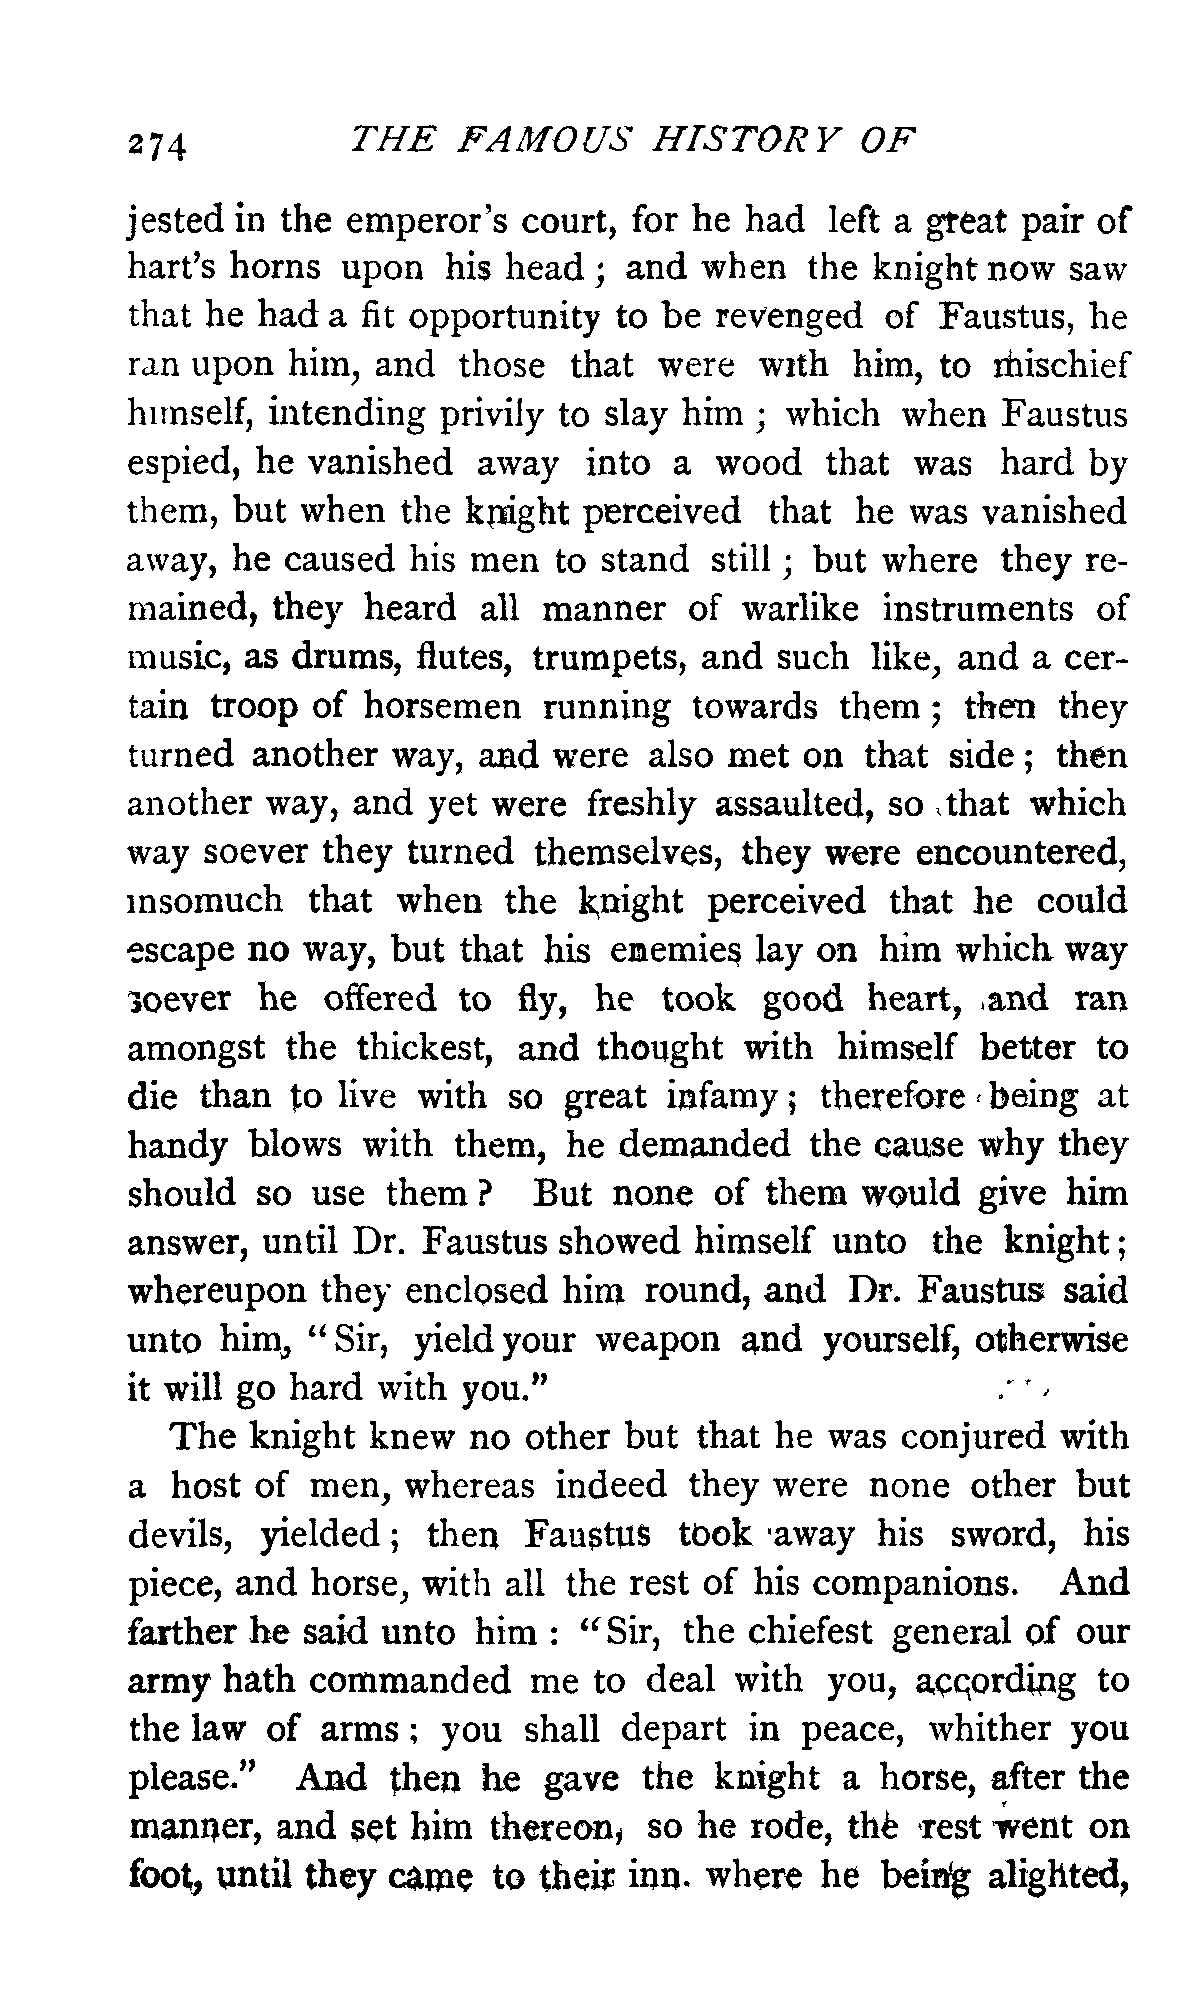 274 THE FAMOUS HISTORY OF
jested in the emperor's court, for he had left a great pair of
hart's horns upon his head ; and when the knight now saw
that he had a fit opportunity to be revenged of Faustus, he
ran upon him, and those that were with him, to mischief
himself, intending privily to slay him ; which when Faustus
espied, he vanished away into a wood that was hard by
them, but when the knight perceived that he was vanished
away, he caused his men to stand still ; but where they re-
mained, they heard all manner of warlike instruments of
music, as drums, flutes, trumpets, and such like, and a cer-
tain troop of horsemen running towards them ; then they
turned another way, and were also met on that side ; then
another way, and yet were freshly assaulted, so that which
way soever they turned themselves, they were encountered,
insomuch that when the knight perceived that he could
escape no way, but that his enemies lay on him which way
soever he offered to fly, he took good heart, and ran
amongst the thickest, and thought with himself better to
die than to live with so great infamy ; therefore being at
handy blows with them, he demanded the cause why they
should so use them ? But none of them would give him
answer, until Dr. Faustus showed himself unto the knight ;
whereupon they enclosed him round, and Dr. Faustus said
unto him, "Sir, yield your weapon and yourself, otherwise
it will go hard with you."
The knight knew no other but that he was conjured with
a host of men, whereas indeed they were none other but
devils, yielded ; then Faustus took away his sword, his
piece, and horse, with all the rest of his companions. And
farther he said unto him : "Sir, the chiefest general of our
army hath commanded me to deal with you, according to
the law of arms ; you shall depart in peace, whither you
please." And then he gave the knight a horse, after the
manner, and set him thereon, so he rode, the rest went on
foot, until they came to their inn. where he being alighted,